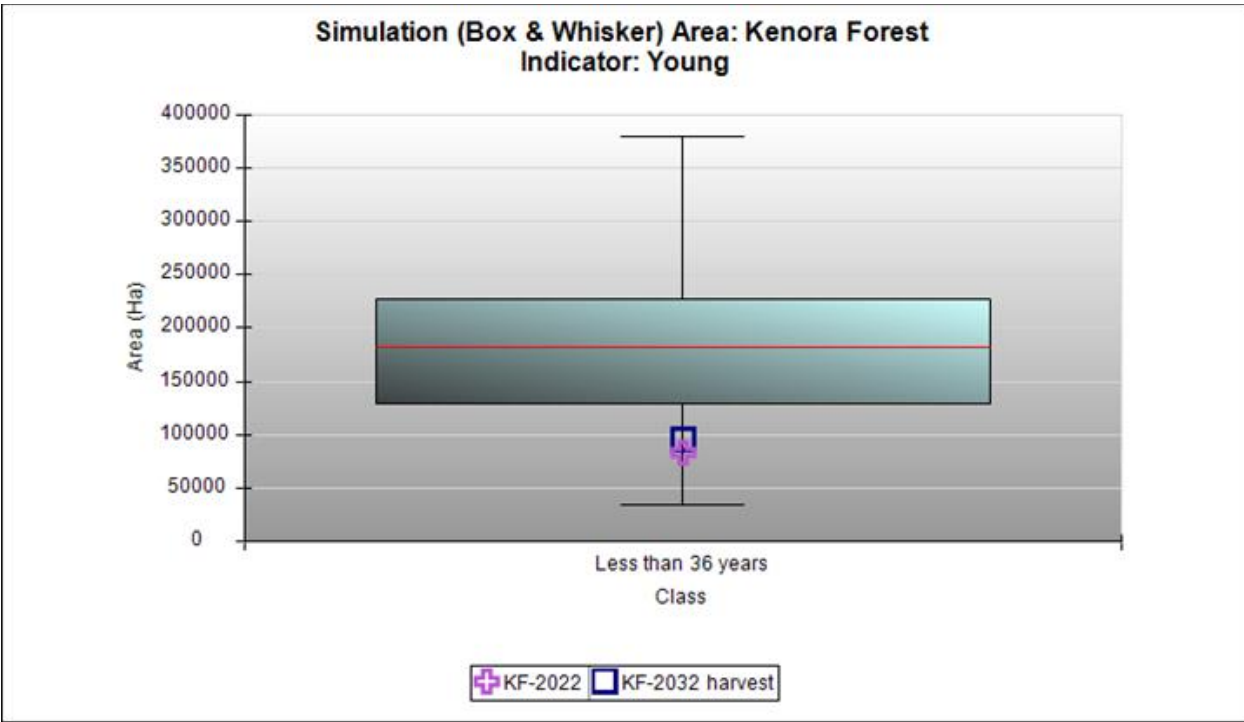 Simulation (Box & Whisker) Area: Kenora Forest
Indicator: Young
400000
350000
300000
250000
200000
150000
100000
50000
0
Area (Ha)
Less than 36 years
Class
KF-2022 KF-2032 harvest